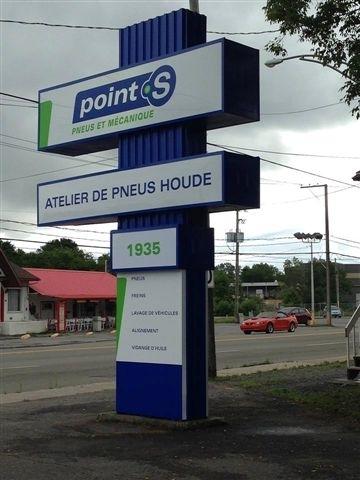 point S
PNEUS ET MÉCANIQUE
ATELIER DE PNEUS HOUDE
1935
PNEUS
FREINS
LAVAGE DE VÉHICULES
ALIGNEMENT
VIDANGE D'HUILE